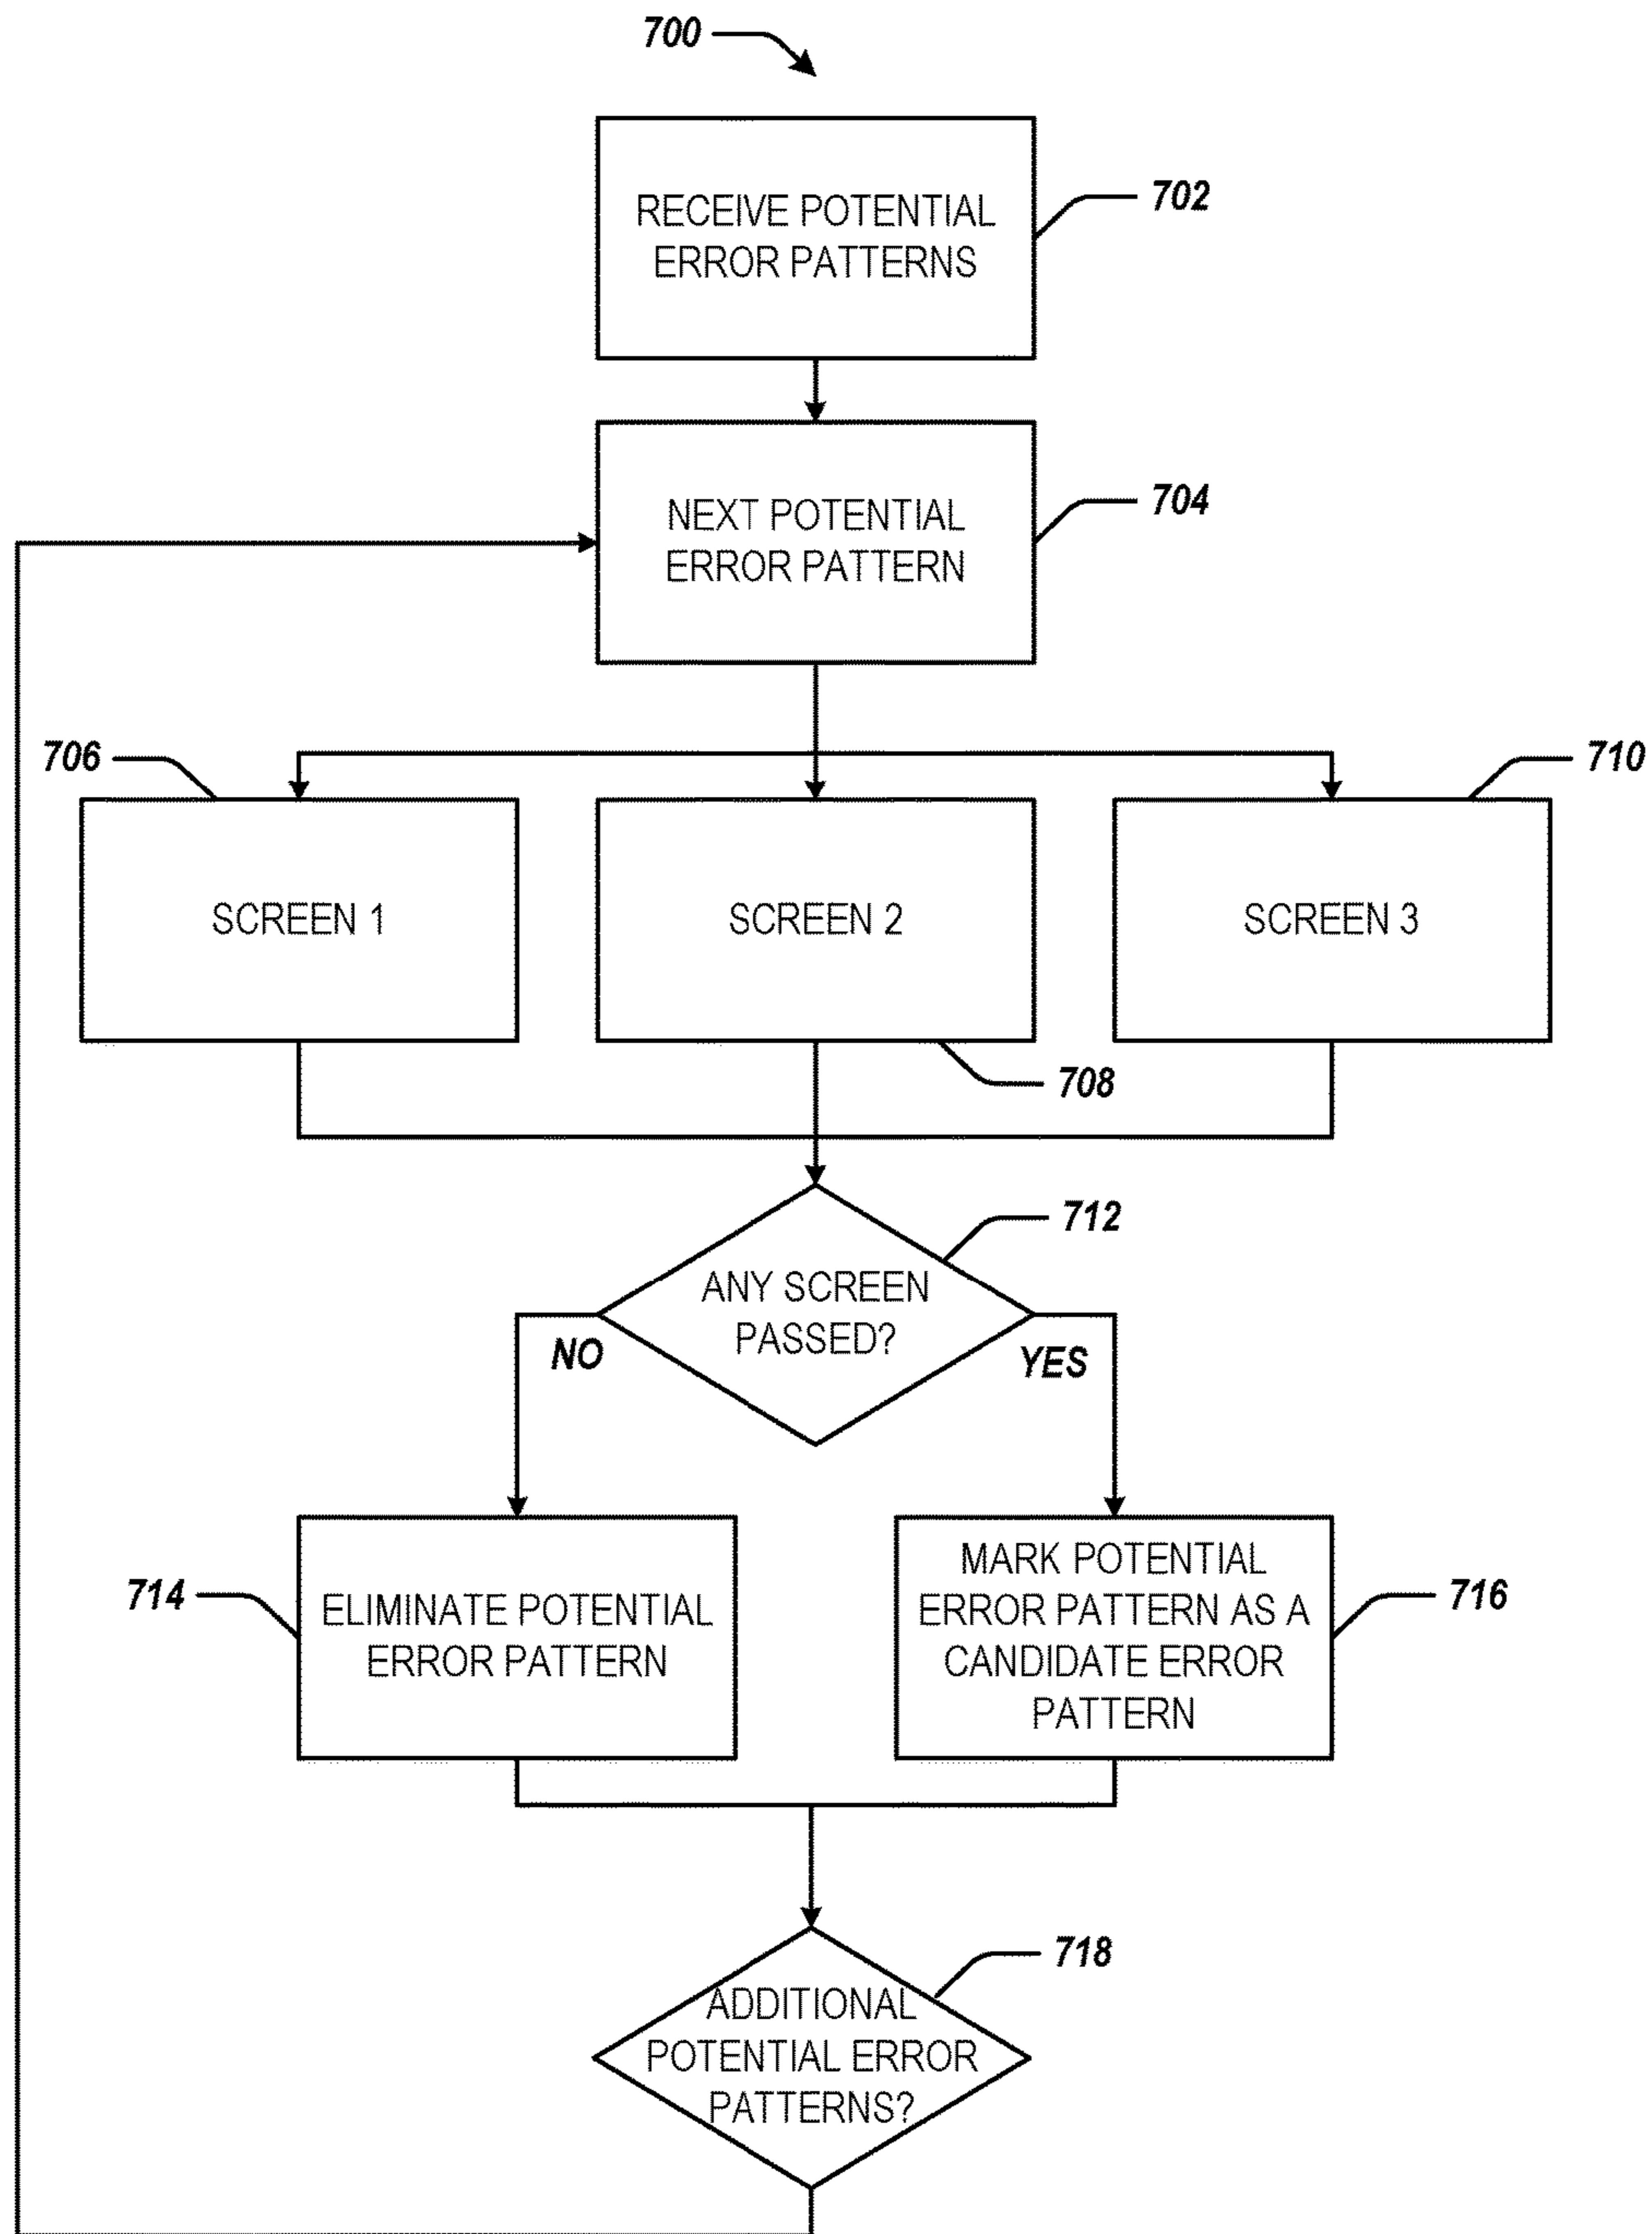 700
RECEIVE POTENTIAL
ERROR PATTERNS
702
NEXT POTENTIAL
ERROR PATTERN
704
706
710
SCREEN 1
SCREEN 2
SCREEN 3
708
712
ANY SCREEN
PASSED?
NO
YES
714
ELIMINATE POTENTIAL
ERROR PATTERN
MARK POTENTIAL
ERROR PATTERN AS A
CANDIDATE ERROR
PATTERN
716
718
ADDITIONAL
POTENTIAL ERROR
PATTERNS?